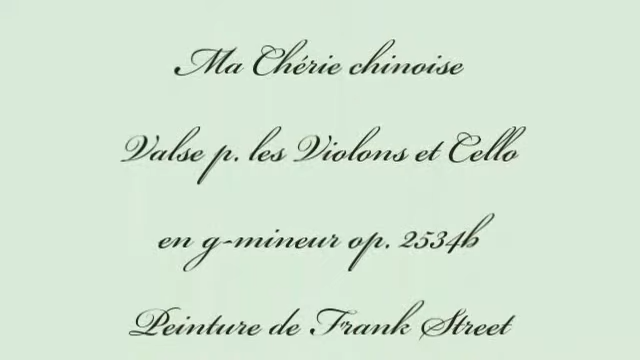 Ma Chérie chinoise
Valse p. les Violons et Cello
en g-mineur op. 2534b
Peinture de Frank Street